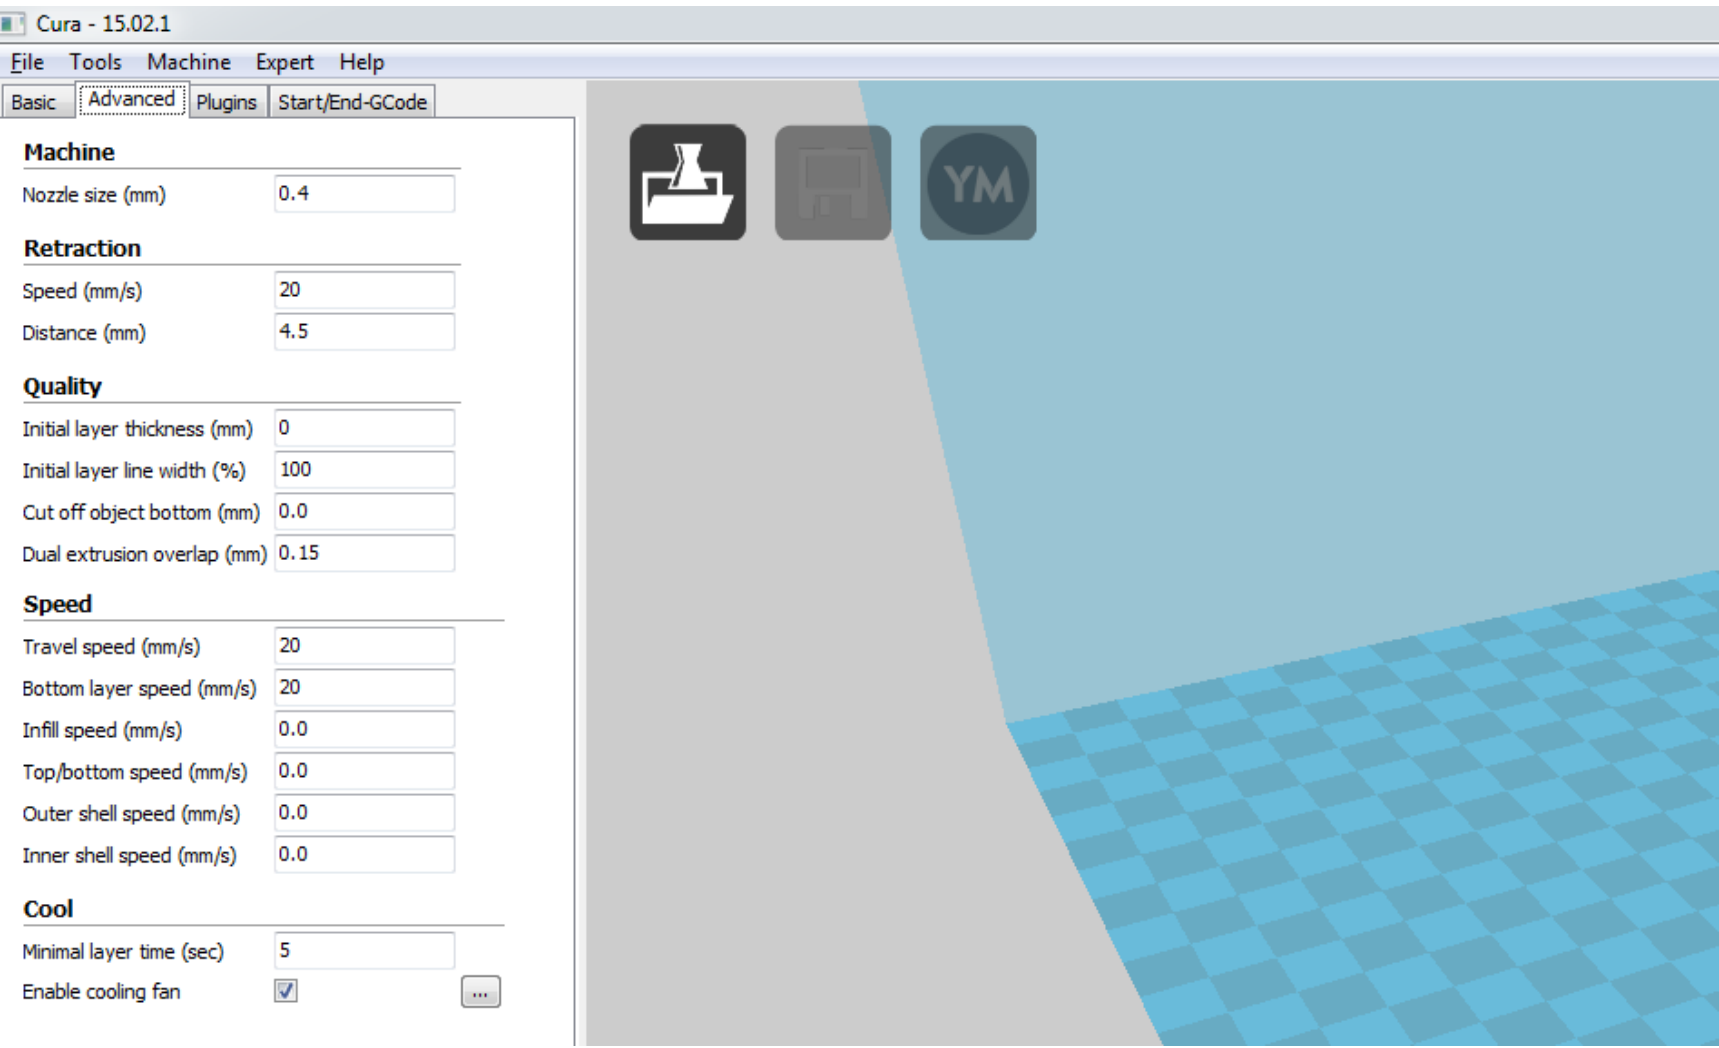 Cura - 15.02.1
File Tools Machine Expert Help
Basic Advanced Plugins Start/End-GCode
Machine
Nozzle size (mm) 0.4
Retraction
Speed (mm/s) 20
Distance (mm) 4.5
Quality
Initial layer thickness (mm) 0
Initial layer line width (%) 100
Cut off object bottom (mm) 0.0
Dual extrusion overlap (mm) 0.15
Speed
Travel speed (mm/s) 20
Bottom layer speed (mm/s) 20
Infill speed (mm/s) 0.0
Top/bottom speed (mm/s) 0.0
Outer shell speed (mm/s) 0.0
Inner shell speed (mm/s) 0.0
Cool
Minimal layer time (sec) 5
Enable cooling fan ...
YM